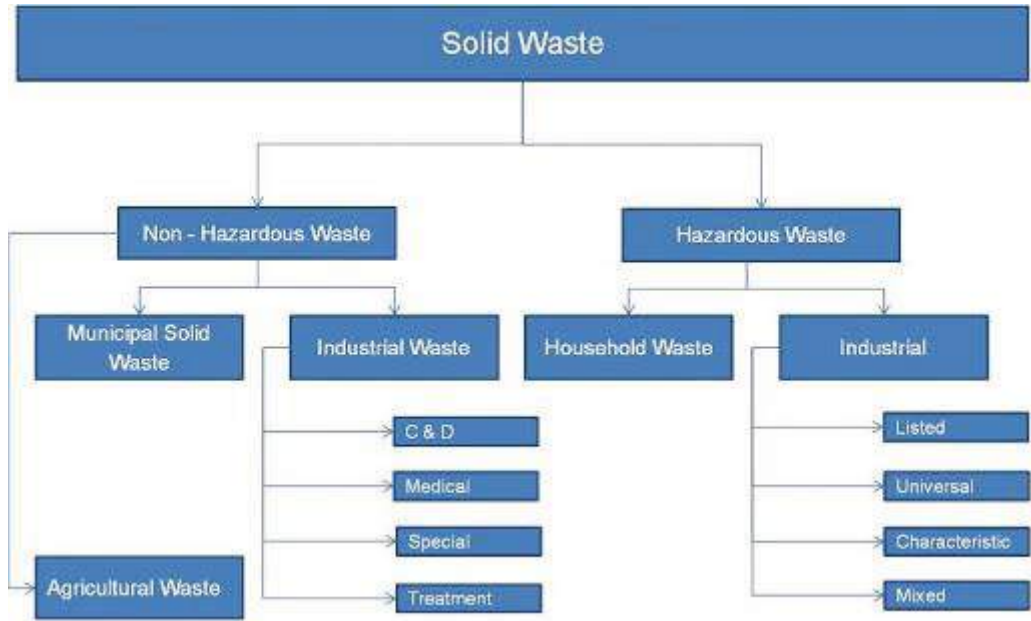 Solid Waste
Non - Hazardous Waste
Hazardous Waste
Municipal Solid
Waste
Industrial Waste
Household Waste
Industrial
C & D
Medical
Special
Treatment
Agricultural Waste
Listed
Universal
Characteristic
Mixed